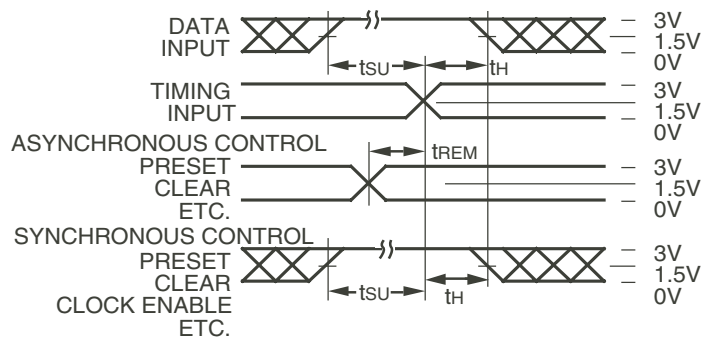 DATA
INPUT
3V
1.5V
0V
tSU
tH
TIMING
INPUT
3V
1.5V
0V
ASYNCHRONOUS CONTROL
PRESET
CLEAR
ETC.
tREM
3V
1.5V
0V
SYNCHRONOUS CONTROL
PRESET
CLEAR
CLOCK ENABLE
ETC.
tSU
tH
3V
1.5V
0V